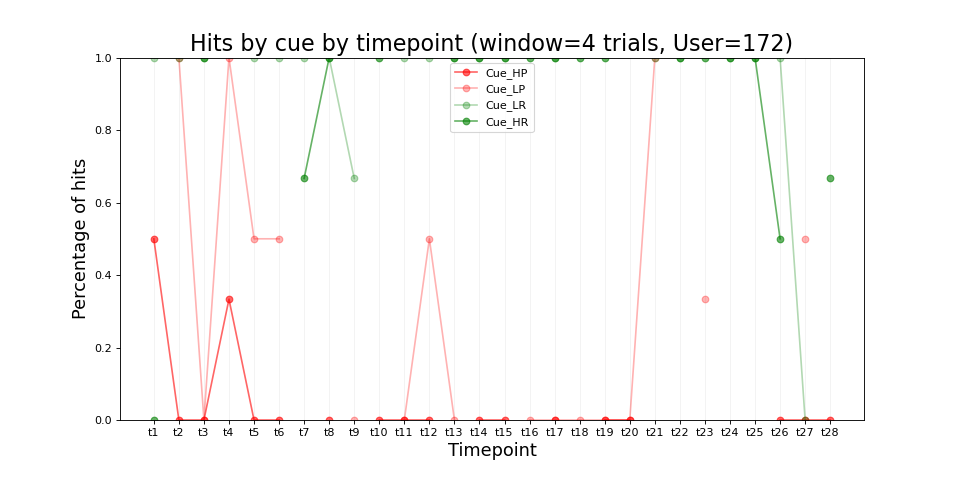 Hits by cue by timepoint (window=4 trials, User=172)
Percentage of hits
1.0
0.8
0.6
0.4
0.2
0.0
Cue_HP
Cue_LP
Cue_LR
Cue_HR
t1 t2 t3 t4 t5 t6 t7 t8 t9 t10 t11 t12 t13 t14 t15 t16 t17 t18 t19 t20 t21 t22 t23 t24 t25 t26 t27 t28
Timepoint